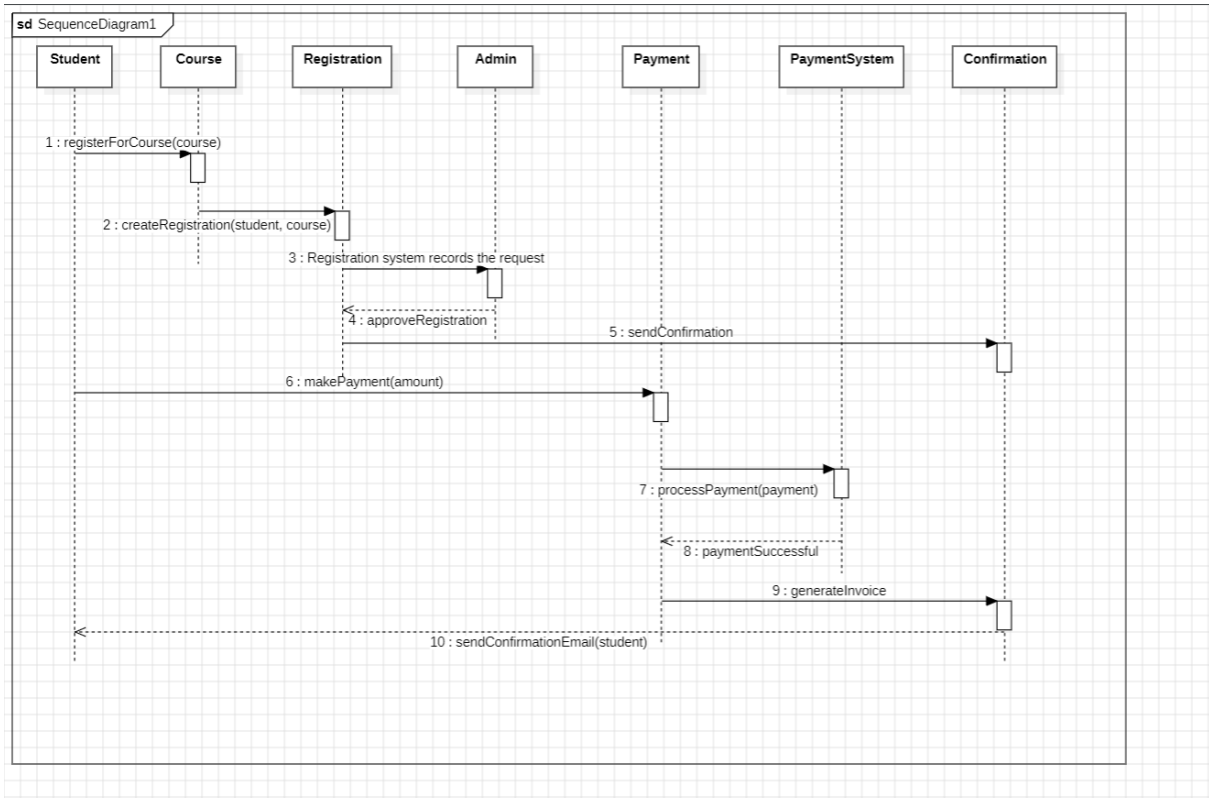 sd SequenceDiagram1
Student
Course
Registration
Admin
Payment
PaymentSystem
Confirmation
1 : registerForCourse(course)
2 : createRegistration(student, course)
3 : Registration system records the request
4 : approveRegistration
5 : sendConfirmation
6 : makePayment(amount)
7 : processPayment(payment)
8 : paymentSuccessful
9 : generateInvoice
10 : sendConfirmationEmail(student)